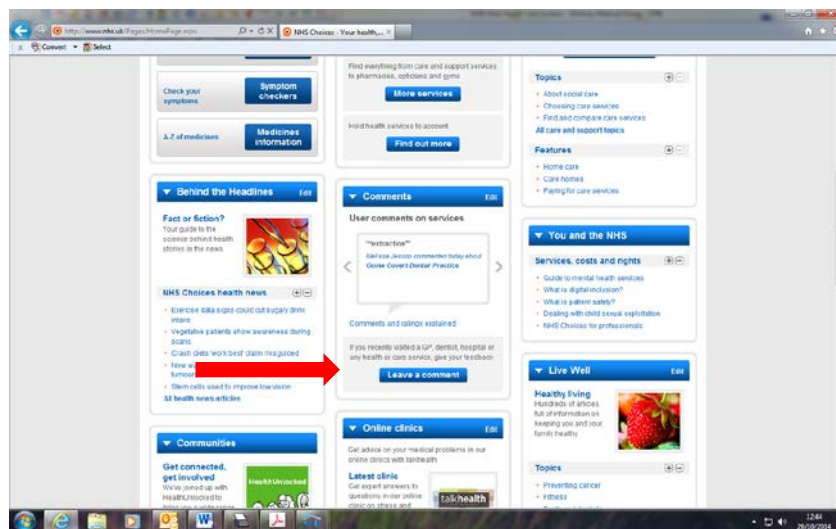 http://www.nhs.uk/Pages/HomePage.aspx
NHS Choices - Your health,...
x Convert Select
Check your
symptoms
Symptom
checkers
A-Z of medicines
Medicines
information
Behind the Headlines Edit
Fact or fiction?
Your guide to the
science behind health
stories in the news
NHS Choices health news
Exercise data signs could cut sugary drink
intake
Vegetative patients show awareness during
scans
Crash diets 'work best' claim misguided
New
Stem cells used to improve low vision
All health news articles
Communities
Get connected,
get involved
We've joined up with
HealthUnlocked to
HealthUnlocked
Find everything from care and support services
to pharmacies, opticians and gyms
More services
Hold health services to account
Find out more
Comments Edit
User comments on services
""extraction""
Melissa Jessop commented today about
Dental Practice
Comments and ratings explained
If you recently visited a GP, dentist, hospital or
any health or care service, give your feedback
Leave a comment
Online clinics Edit
Get advice on your medical problems in our
online clinics with talkhealth
Latest clinic
Get expert answers to
questions in our online
clinic on stress and
talkhealth
Topics
About social care
Choosing care services
Find and compare care services
All care and support topics
Features
Home care
Care homes
Paying for care services
You and the NHS
Services, costs and rights
Guide to mental health services
What is digital inclusion?
What is patient safety?
Dealing with child sexual exploitation
NHS Choices for professionals
Live Well Edit
Healthy living
Hundreds of articles
full of information on
keeping you and your
family healthy
Topics
Preventing cancer
Fitness
12:44
29/10/2014